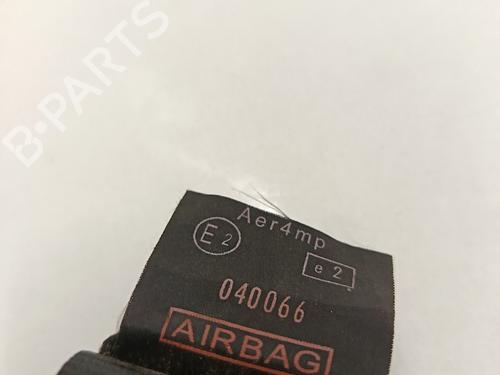 B-PARTS
Aer4mp
E2
e2
040066
AIRBAG